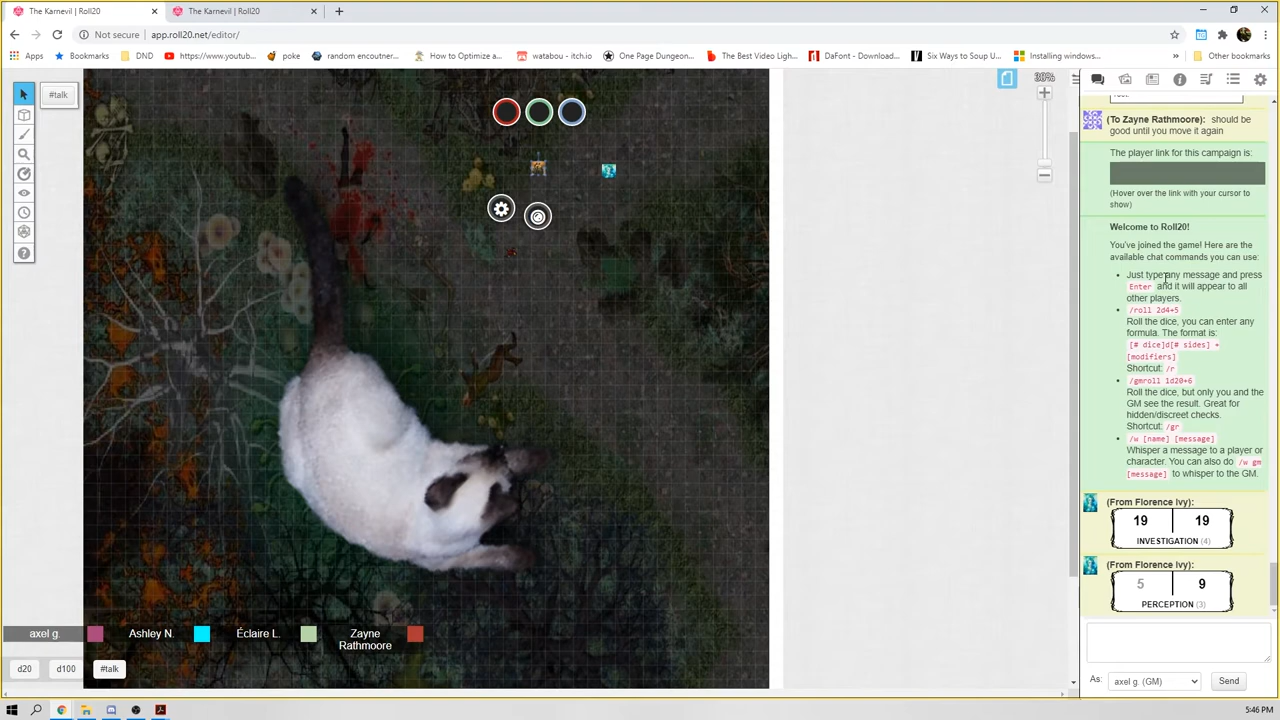 The Karnevil | Roll20
The Karnevil | Roll20
Not secure | app.roll20.net/editor/
Apps
Bookmarks
DND
https://www.youtub...
poke
random encoutner...
How to Optimize a...
watabou - itch.io
One Page Dungeon...
The Best Video Ligh...
DaFont - Download...
Six Ways to Soup U...
Installing windows...
Other bookmarks
#talk
(To Zayne Rathmoore): should be
good until you move it again
The player link for this campaign is:
(Hover over the link with your cursor to
show)
Welcome to Roll20!
You've joined the game! Here are the
available chat commands you can use:
Just type any message and press
Enter and it will appear to all
other players.
/roll 2d4+5
Roll the dice, you can enter any
formula. The format is:
[# dice]d[# sides] +
[modifiers]
Shortcut: /r
/gmroll 1d20+6
Roll the dice, but only you and the
GM see the result. Great for
hidden/discreet checks.
Shortcut: /gr
/w [name] [message]
Whisper a message to a player or
character. You can also do /w gm
[message] to whisper to the GM.
(From Florence Ivy):
19 19
INVESTIGATION (4)
(From Florence Ivy):
5 9
PERCEPTION (3)
axel g.
Ashley N.
Éclaire L.
Zayne
Rathmoore
d20
d100
#talk
As:
axel g. (GM)
Send
5:46 PM